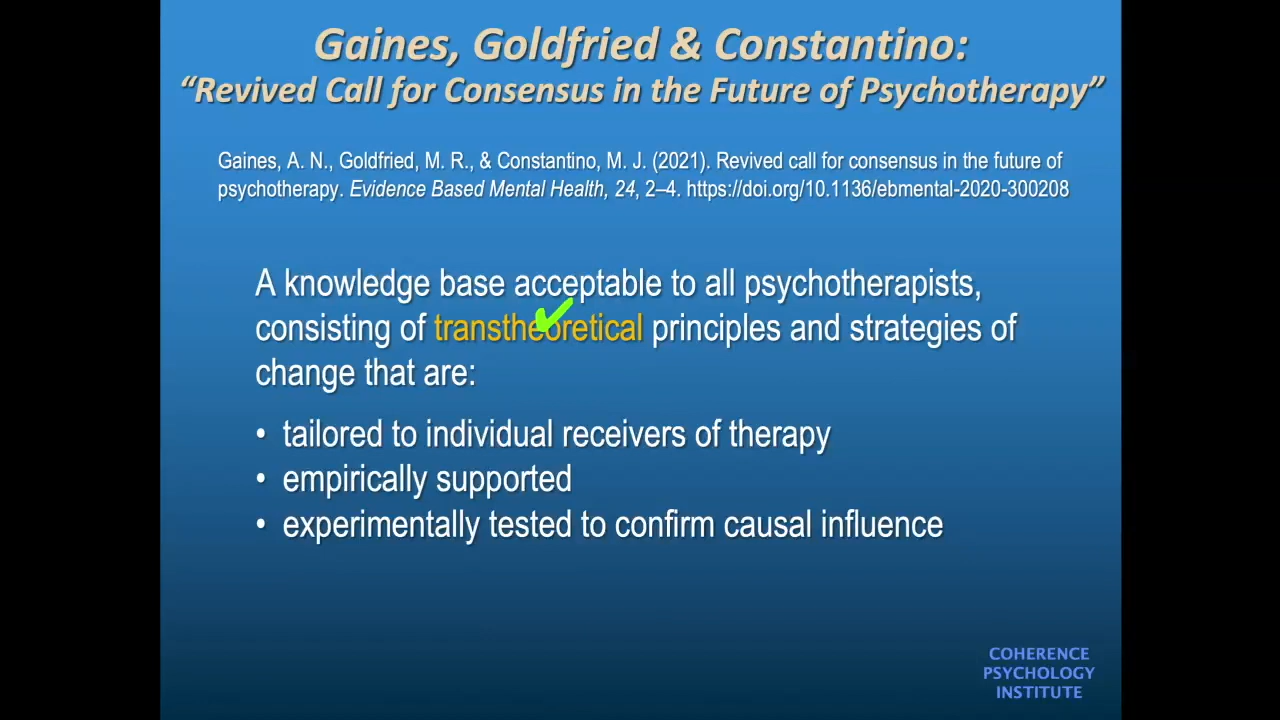 Gaines, Goldfried & Constantino:
“Revived Call for Consensus in the Future of Psychotherapy”
Gaines, A. N., Goldfried, M. R., & Constantino, M. J. (2021). Revived call for consensus in the future of
psychotherapy. Evidence Based Mental Health, 24, 2–4. https://doi.org/10.1136/ebmental-2020-300208
A knowledge base acceptable to all psychotherapists,
consisting of transtheoretical principles and strategies of
change that are:
• tailored to individual receivers of therapy
• empirically supported
• experimentally tested to confirm causal influence
COHERENCE
PSYCHOLOGY
INSTITUTE